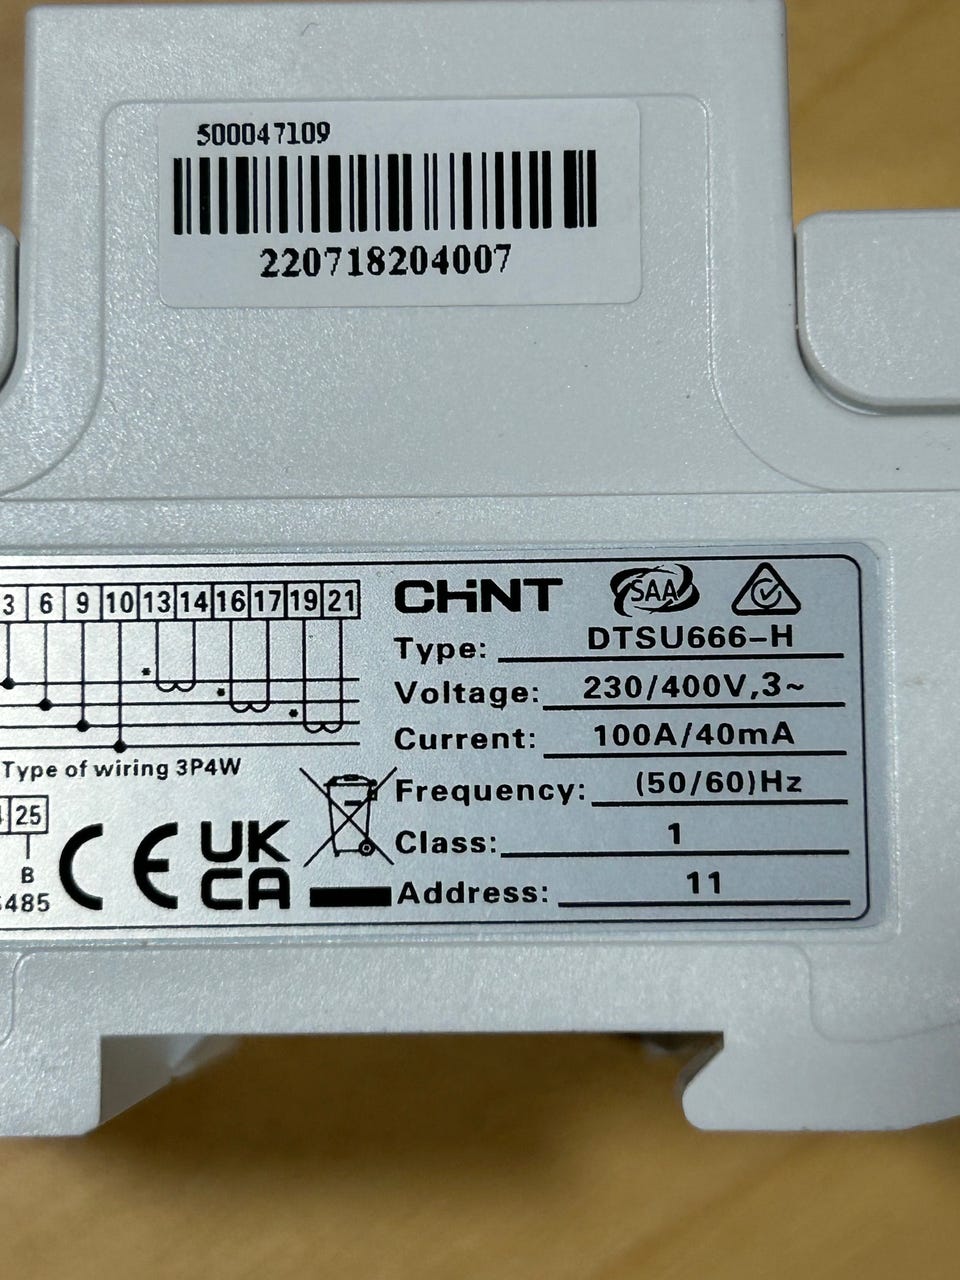 500047109
220718204007
3 6 9 10 13 14 16 17 19 21
* * *
Type of wiring 3P4W
25
B
485
CE UK
CA
CHiNT SAA
Type: DTSU666-H
Voltage: 230/400V,3~
Current: 100A/40mA
Frequency: (50/60)Hz
Class: 1
Address: 11